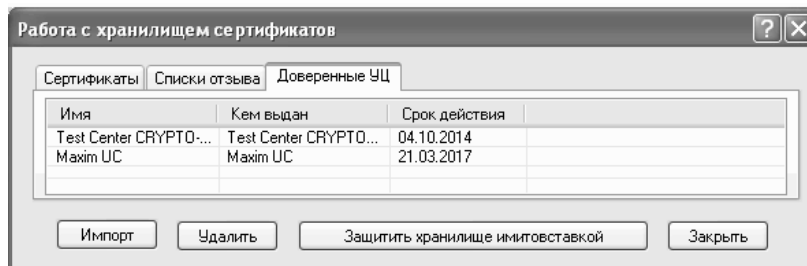 Работа с хранилищем сертификатов
Сертификаты Списки отзыва Доверенные УЦ
Имя Кем выдан Срок действия
Test Center CRYPTO-... Test Center CRYPTO... 04.10.2014
Maxim UC Maxim UC 21.03.2017
Импорт Удалить Защитить хранилище имитовставкой Закрыть